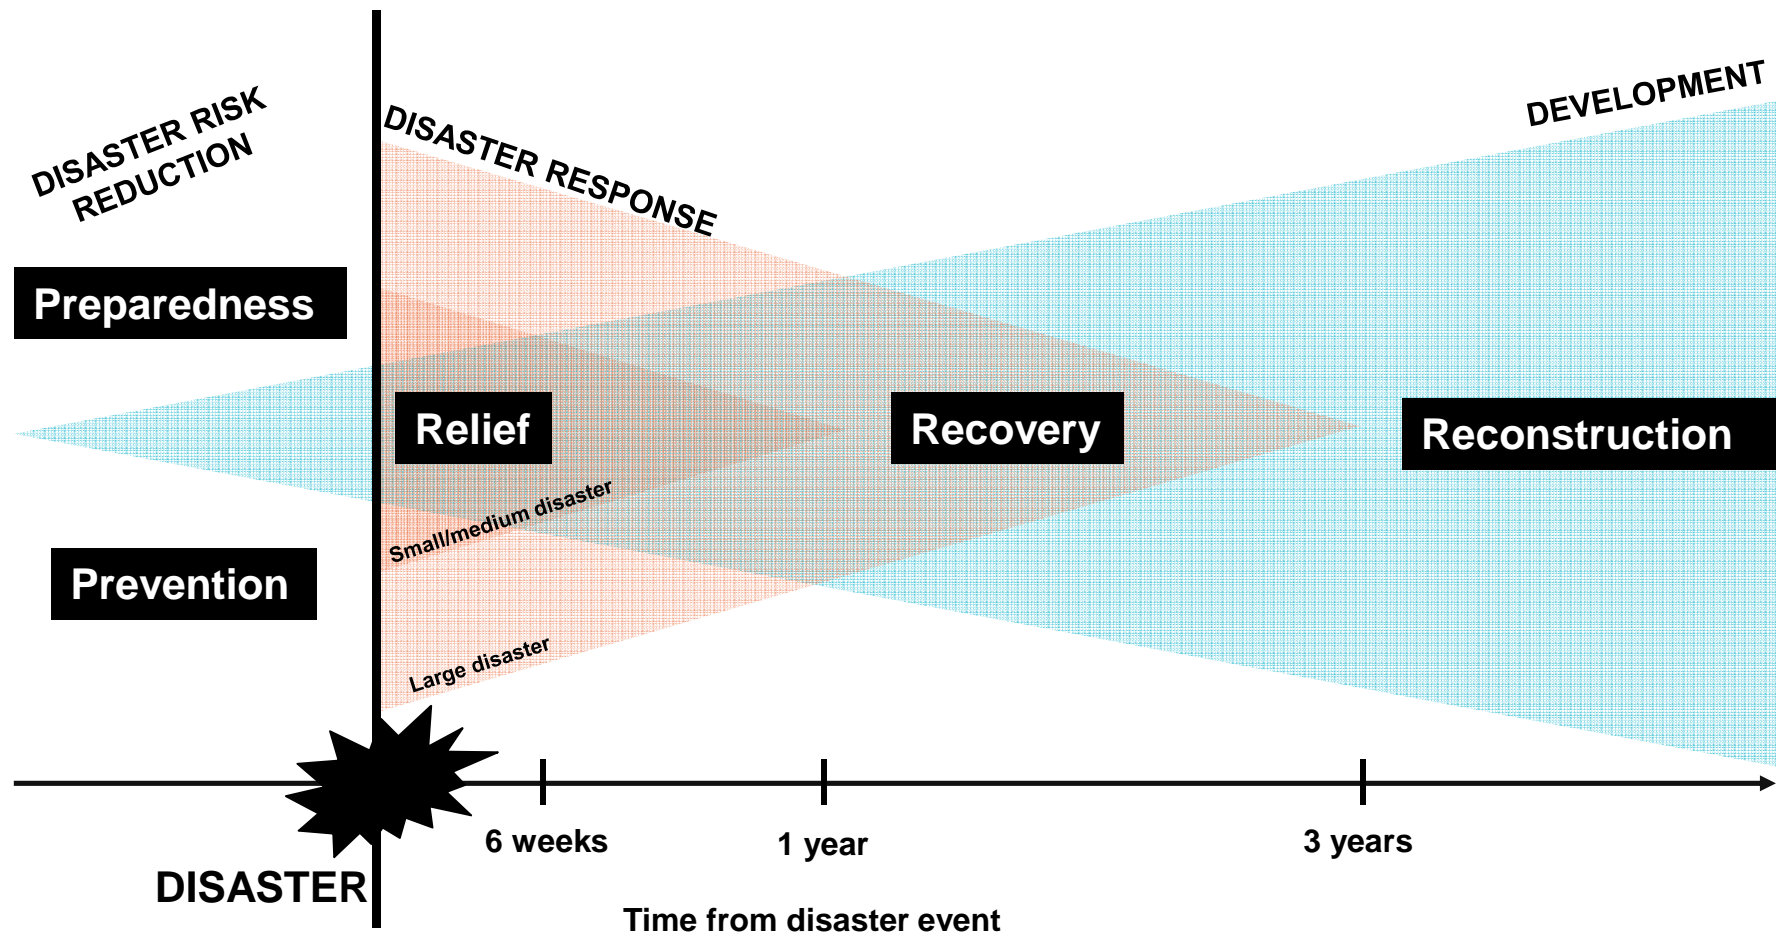 DISASTER RISK
REDUCTION
DISASTER RESPONSE
DEVELOPMENT
Preparedness
Relief
Recovery
Reconstruction
Small/medium disaster
Prevention
Large disaster
6 weeks
1 year
3 years
DISASTER
Time from disaster event